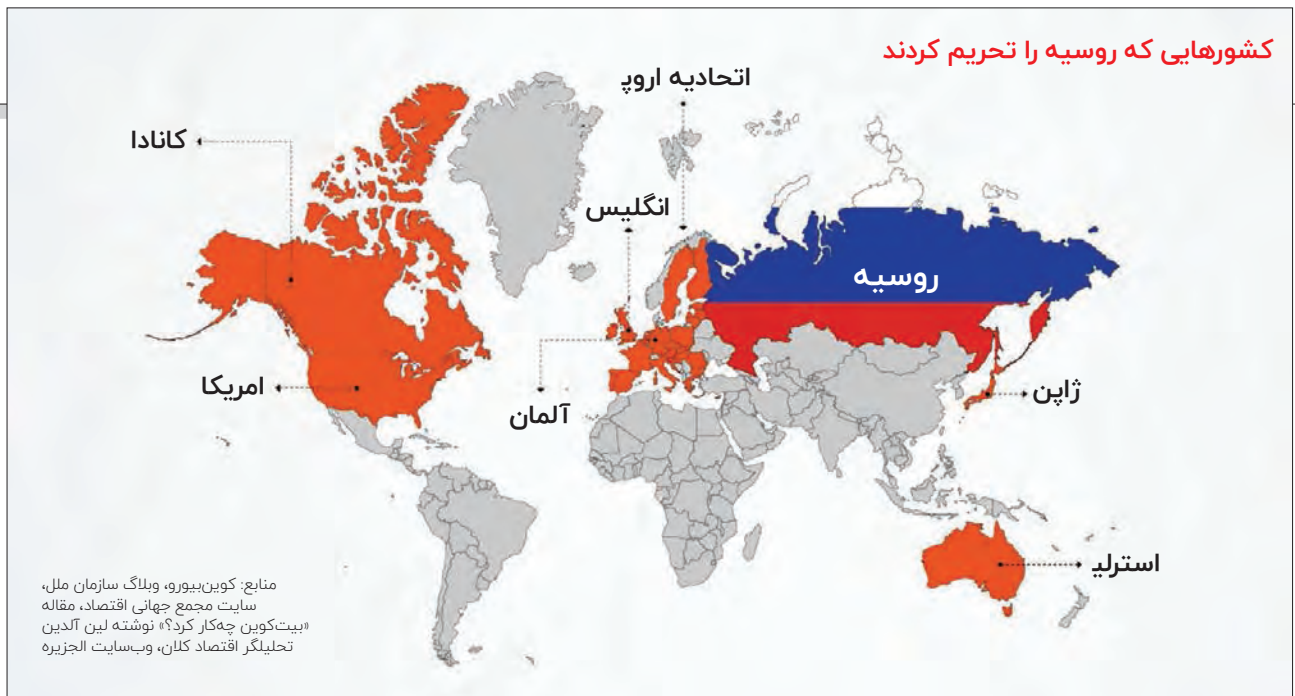 کشورهایی که روسیه را تحریم کردند
اتحادیه اروپ
کانادا
انگلیس
روسیه
امریکا
آلمان
ژاپن
استرلیـ
منابع: کوین‌بیورو، وبلاگ سازمان ملل،
سایت مجمع جهانی اقتصاد، مقاله
«بیت‌کوین چه‌کار کرد؟» نوشته لین آلدین
تحلیلگر اقتصاد کلان، وب‌سایت الجزیره